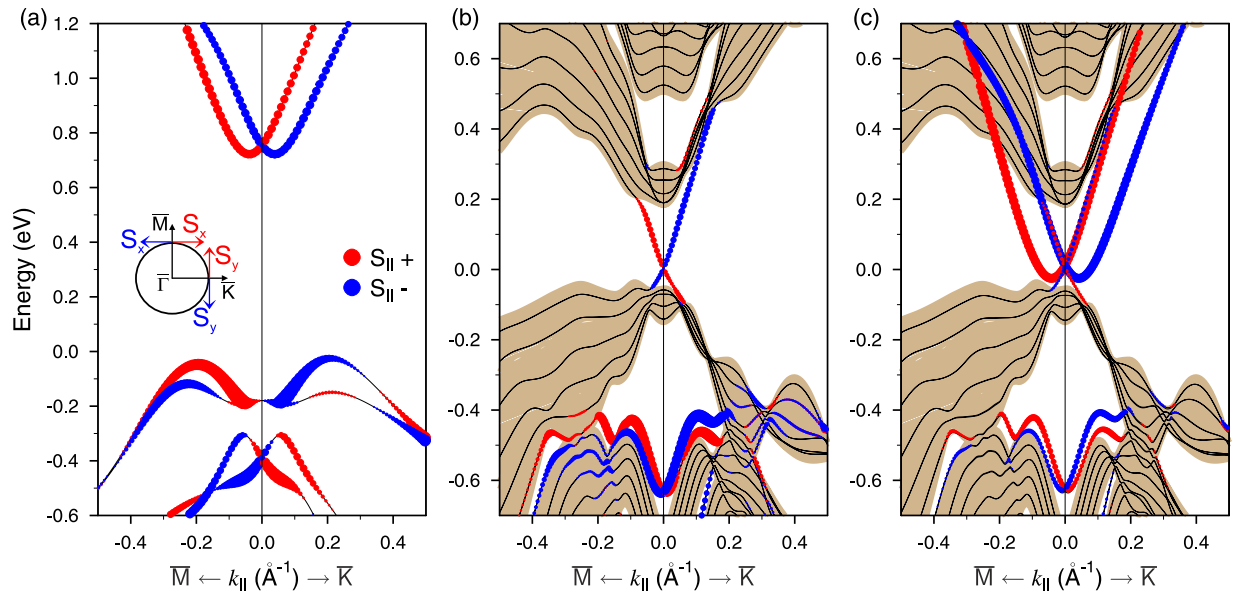 (a)
Energy (eV)
1.2
1.0
0.8
0.6
0.4
0.2
0.0
-0.2
-0.4
-0.6
M̅
Sₓ
Sₓ
S_y
Γ̅
K̅
S_y
S∥ +
S∥ -
-0.4 -0.2 0.0 0.2 0.4
M̅ ← k∥ (Å⁻¹) → K̅
(b)
0.6
0.4
0.2
0.0
-0.2
-0.4
-0.6
-0.4 -0.2 0.0 0.2 0.4
M̅ ← k∥ (Å⁻¹) → K̅
(c)
0.6
0.4
0.2
0.0
-0.2
-0.4
-0.6
-0.4 -0.2 0.0 0.2 0.4
M̅ ← k∥ (Å⁻¹) → K̅